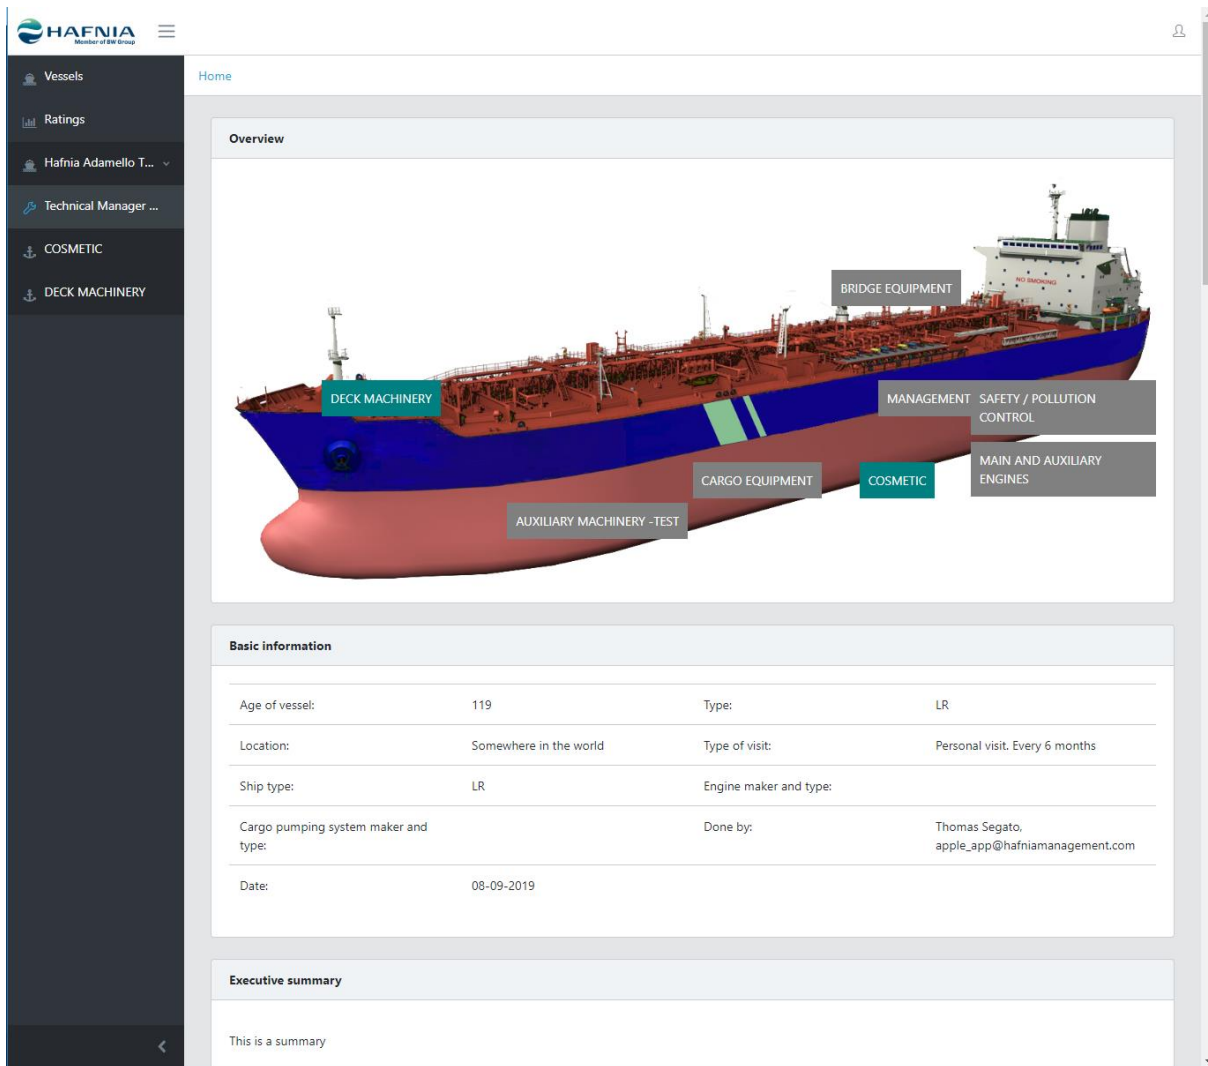 HAFNIA
Member of BW Group
Vessels
Ratings
Hafnia Adamello T...
Technical Manager ...
COSMETIC
DECK MACHINERY
Home
Overview
NO SMOKING
BRIDGE EQUIPMENT
DECK MACHINERY
MANAGEMENT
SAFETY / POLLUTION
CONTROL
CARGO EQUIPMENT
COSMETIC
MAIN AND AUXILIARY
ENGINES
AUXILIARY MACHINERY -TEST
Basic information
Age of vessel: 119 Type: LR
Location: Somewhere in the world Type of visit: Personal visit. Every 6 months
Ship type: LR Engine maker and type:
Cargo pumping system maker and Done by: Thomas Segato,
type: apple_app@hafniamanagement.com
Date: 08-09-2019
Executive summary
This is a summary